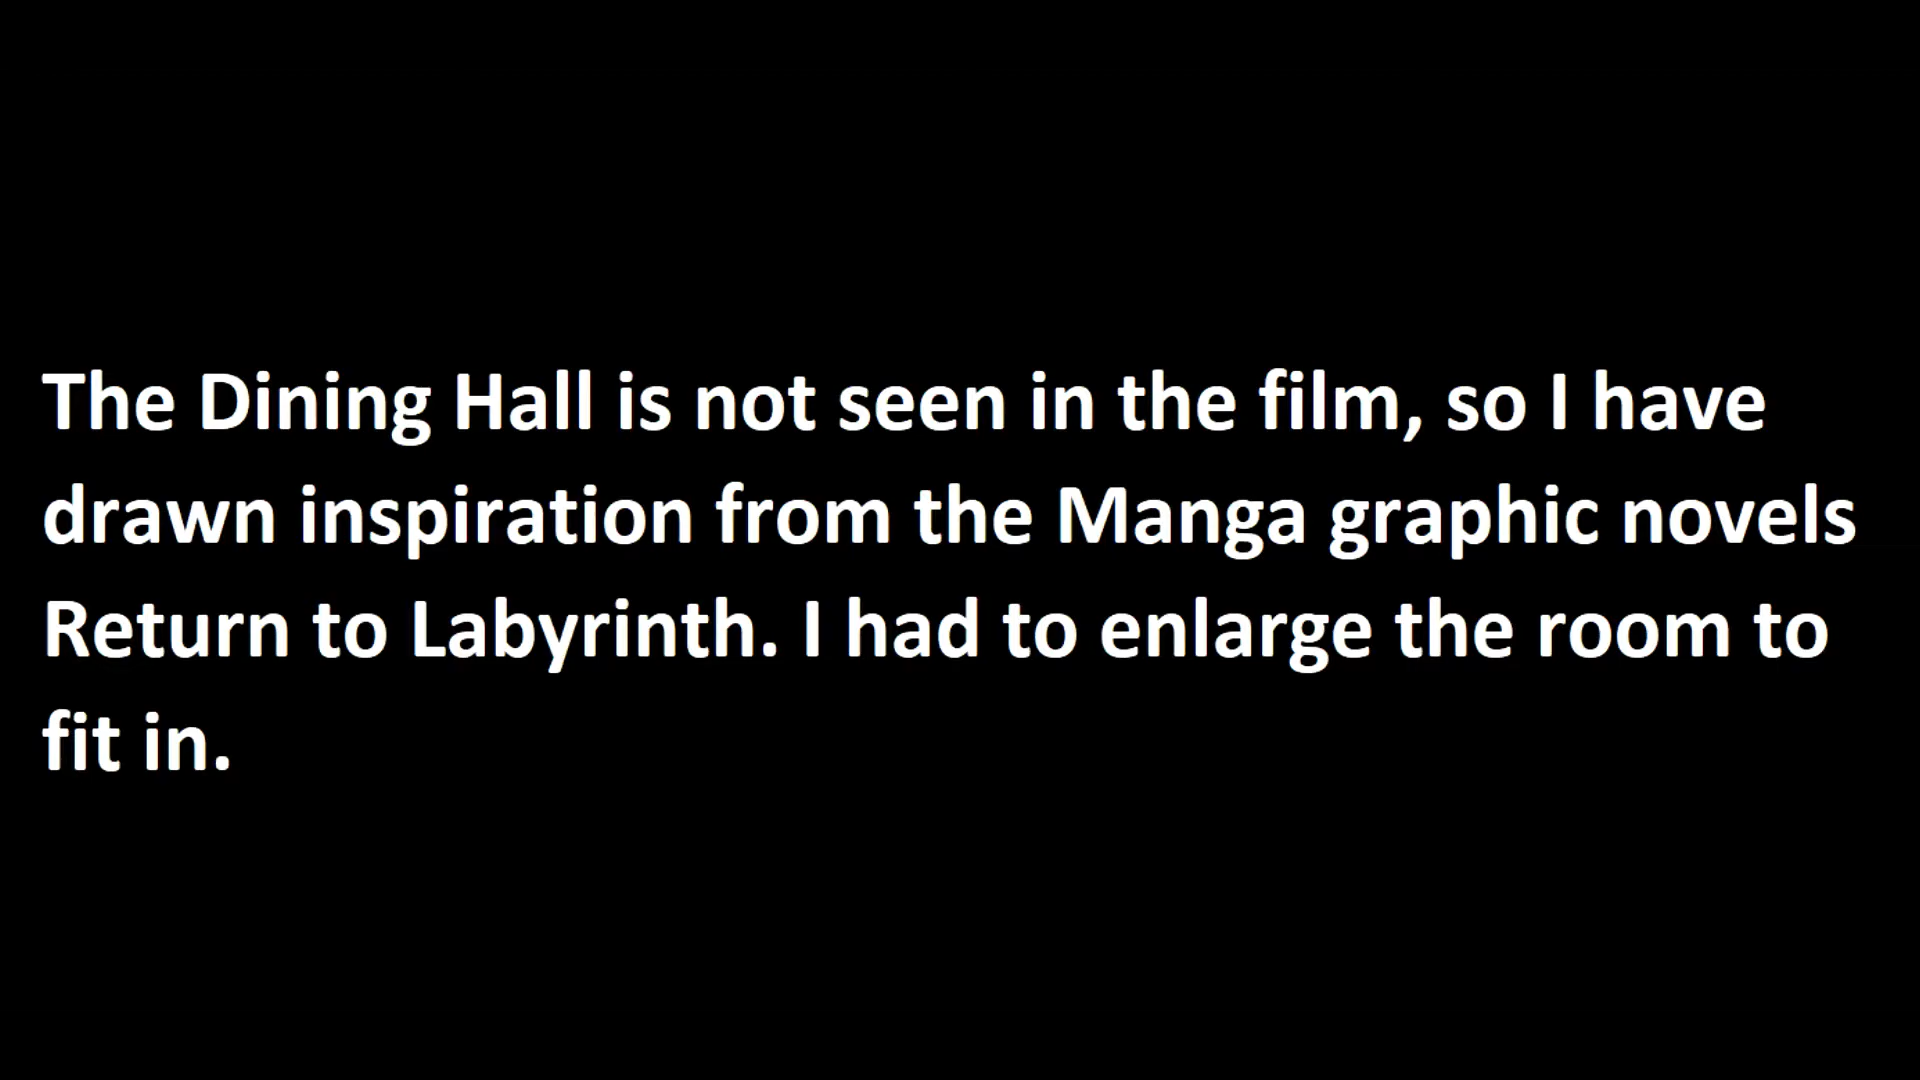 The Dining Hall is not seen in the film, so I have
drawn inspiration from the Manga graphic novels
Return to Labyrinth. I had to enlarge the room to
fit in.